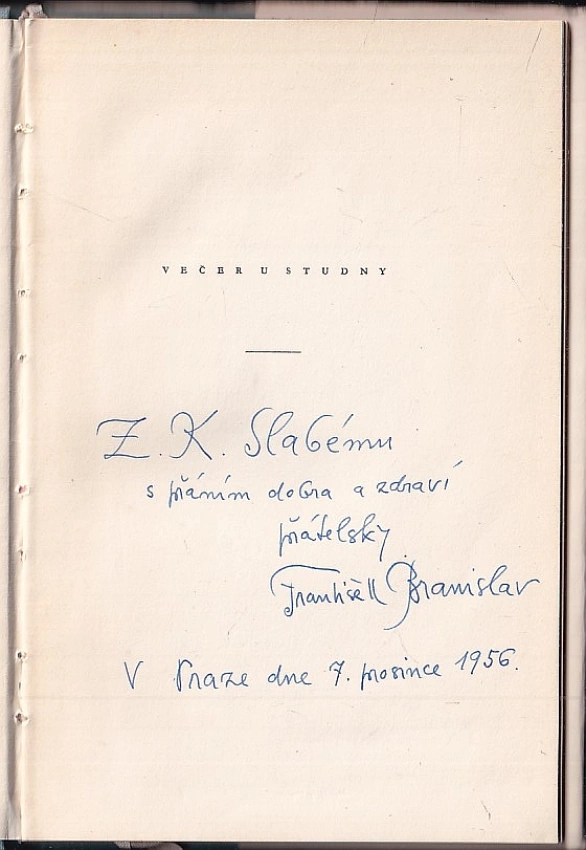 VEČER U STUDNY
Z. K. Slabému
s přáním dobra a zdraví
přátelsky
František Branislav
V Praze dne 7. prosince 1956.